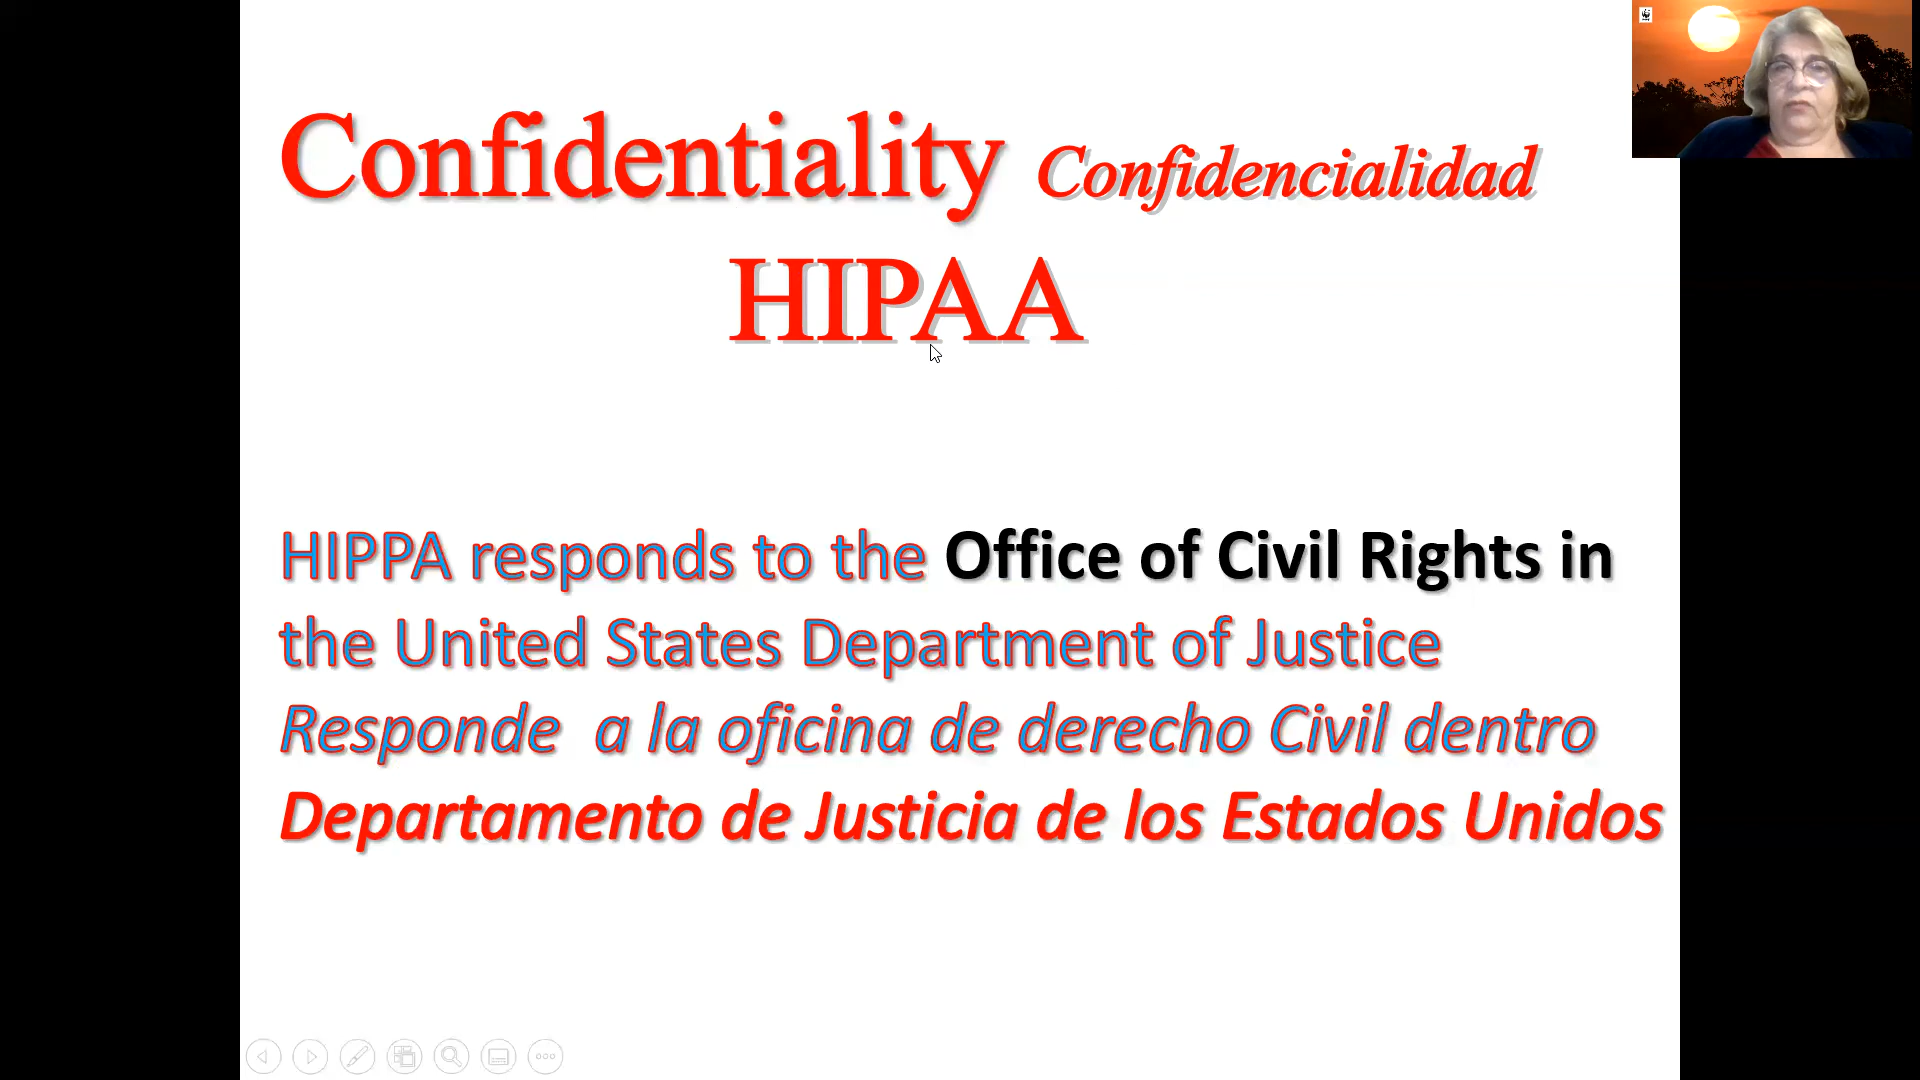 Confidentiality Confidencialidad
HIPAA
HIPPA responds to the Office of Civil Rights in
the United States Department of Justice
Responde a la oficina de derecho Civil dentro
Departamento de Justicia de los Estados Unidos